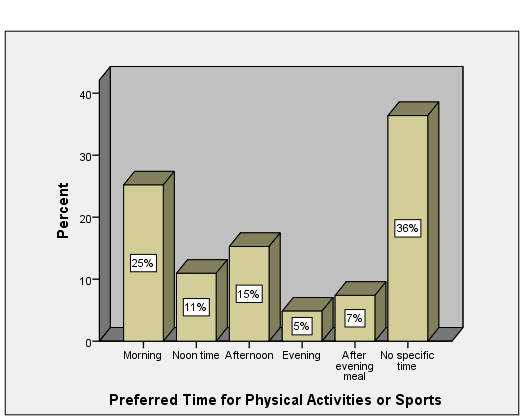 Percent
40
30
20
10
0
25%
11%
15%
5%
7%
36%
Morning
Noon time
Afternoon
Evening
After
evening
meal
No specific
time
Preferred Time for Physical Activities or Sports